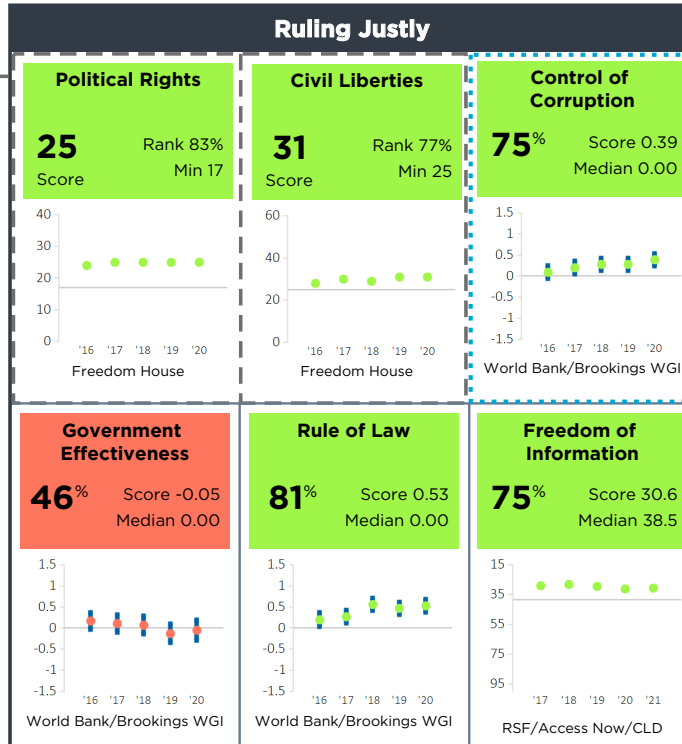 Ruling Justly
Political Rights
25
Score
Rank 83%
Min 17
40
30
20
10
0
'16 '17 '18 '19 '20
Freedom House
Civil Liberties
31
Score
Rank 77%
Min 25
60
40
20
0
'16 '17 '18 '19 '20
Freedom House
Control of
Corruption
75%
Score 0.39
Median 0.00
1.5
1
0.5
0
-0.5
-1
-1.5
'16 '17 '18 '19 '20
World Bank/Brookings WGI
Government
Effectiveness
46%
Score -0.05
Median 0.00
1.5
1
0.5
0
-0.5
-1
-1.5
'16 '17 '18 '19 '20
World Bank/Brookings WGI
Rule of Law
81%
Score 0.53
Median 0.00
1.5
1
0.5
0
-0.5
-1
-1.5
'16 '17 '18 '19 '20
World Bank/Brookings WGI
Freedom of
Information
75%
Score 30.6
Median 38.5
15
35
55
75
95
'17 '18 '19 '20 '21
RSF/Access Now/CLD